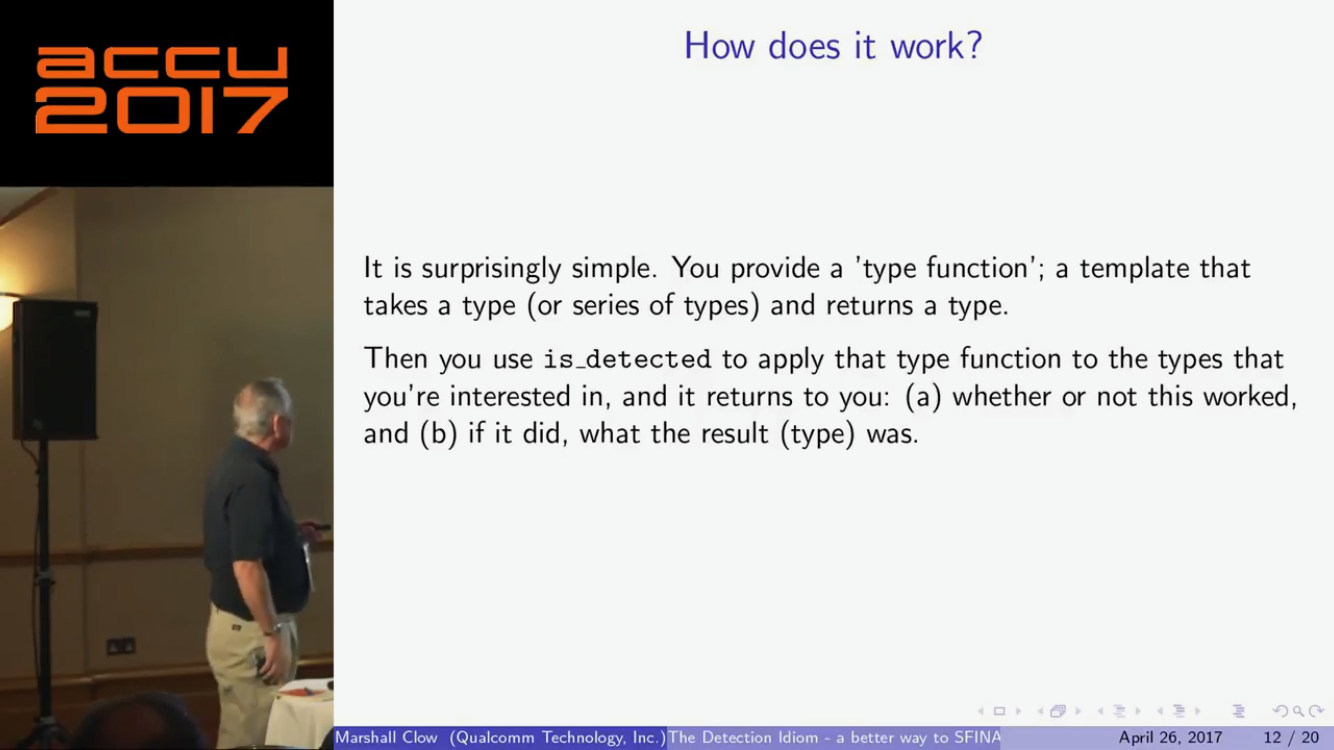 accu
2017
How does it work?
It is surprisingly simple. You provide a 'type function'; a template that
takes a type (or series of types) and returns a type.
Then you use is_detected to apply that type function to the types that
you're interested in, and it returns to you: (a) whether or not this worked,
and (b) if it did, what the result (type) was.
Marshall Clow (Qualcomm Technology, Inc.) The Detection Idiom - a better way to SFINA April 26, 2017 12 / 20